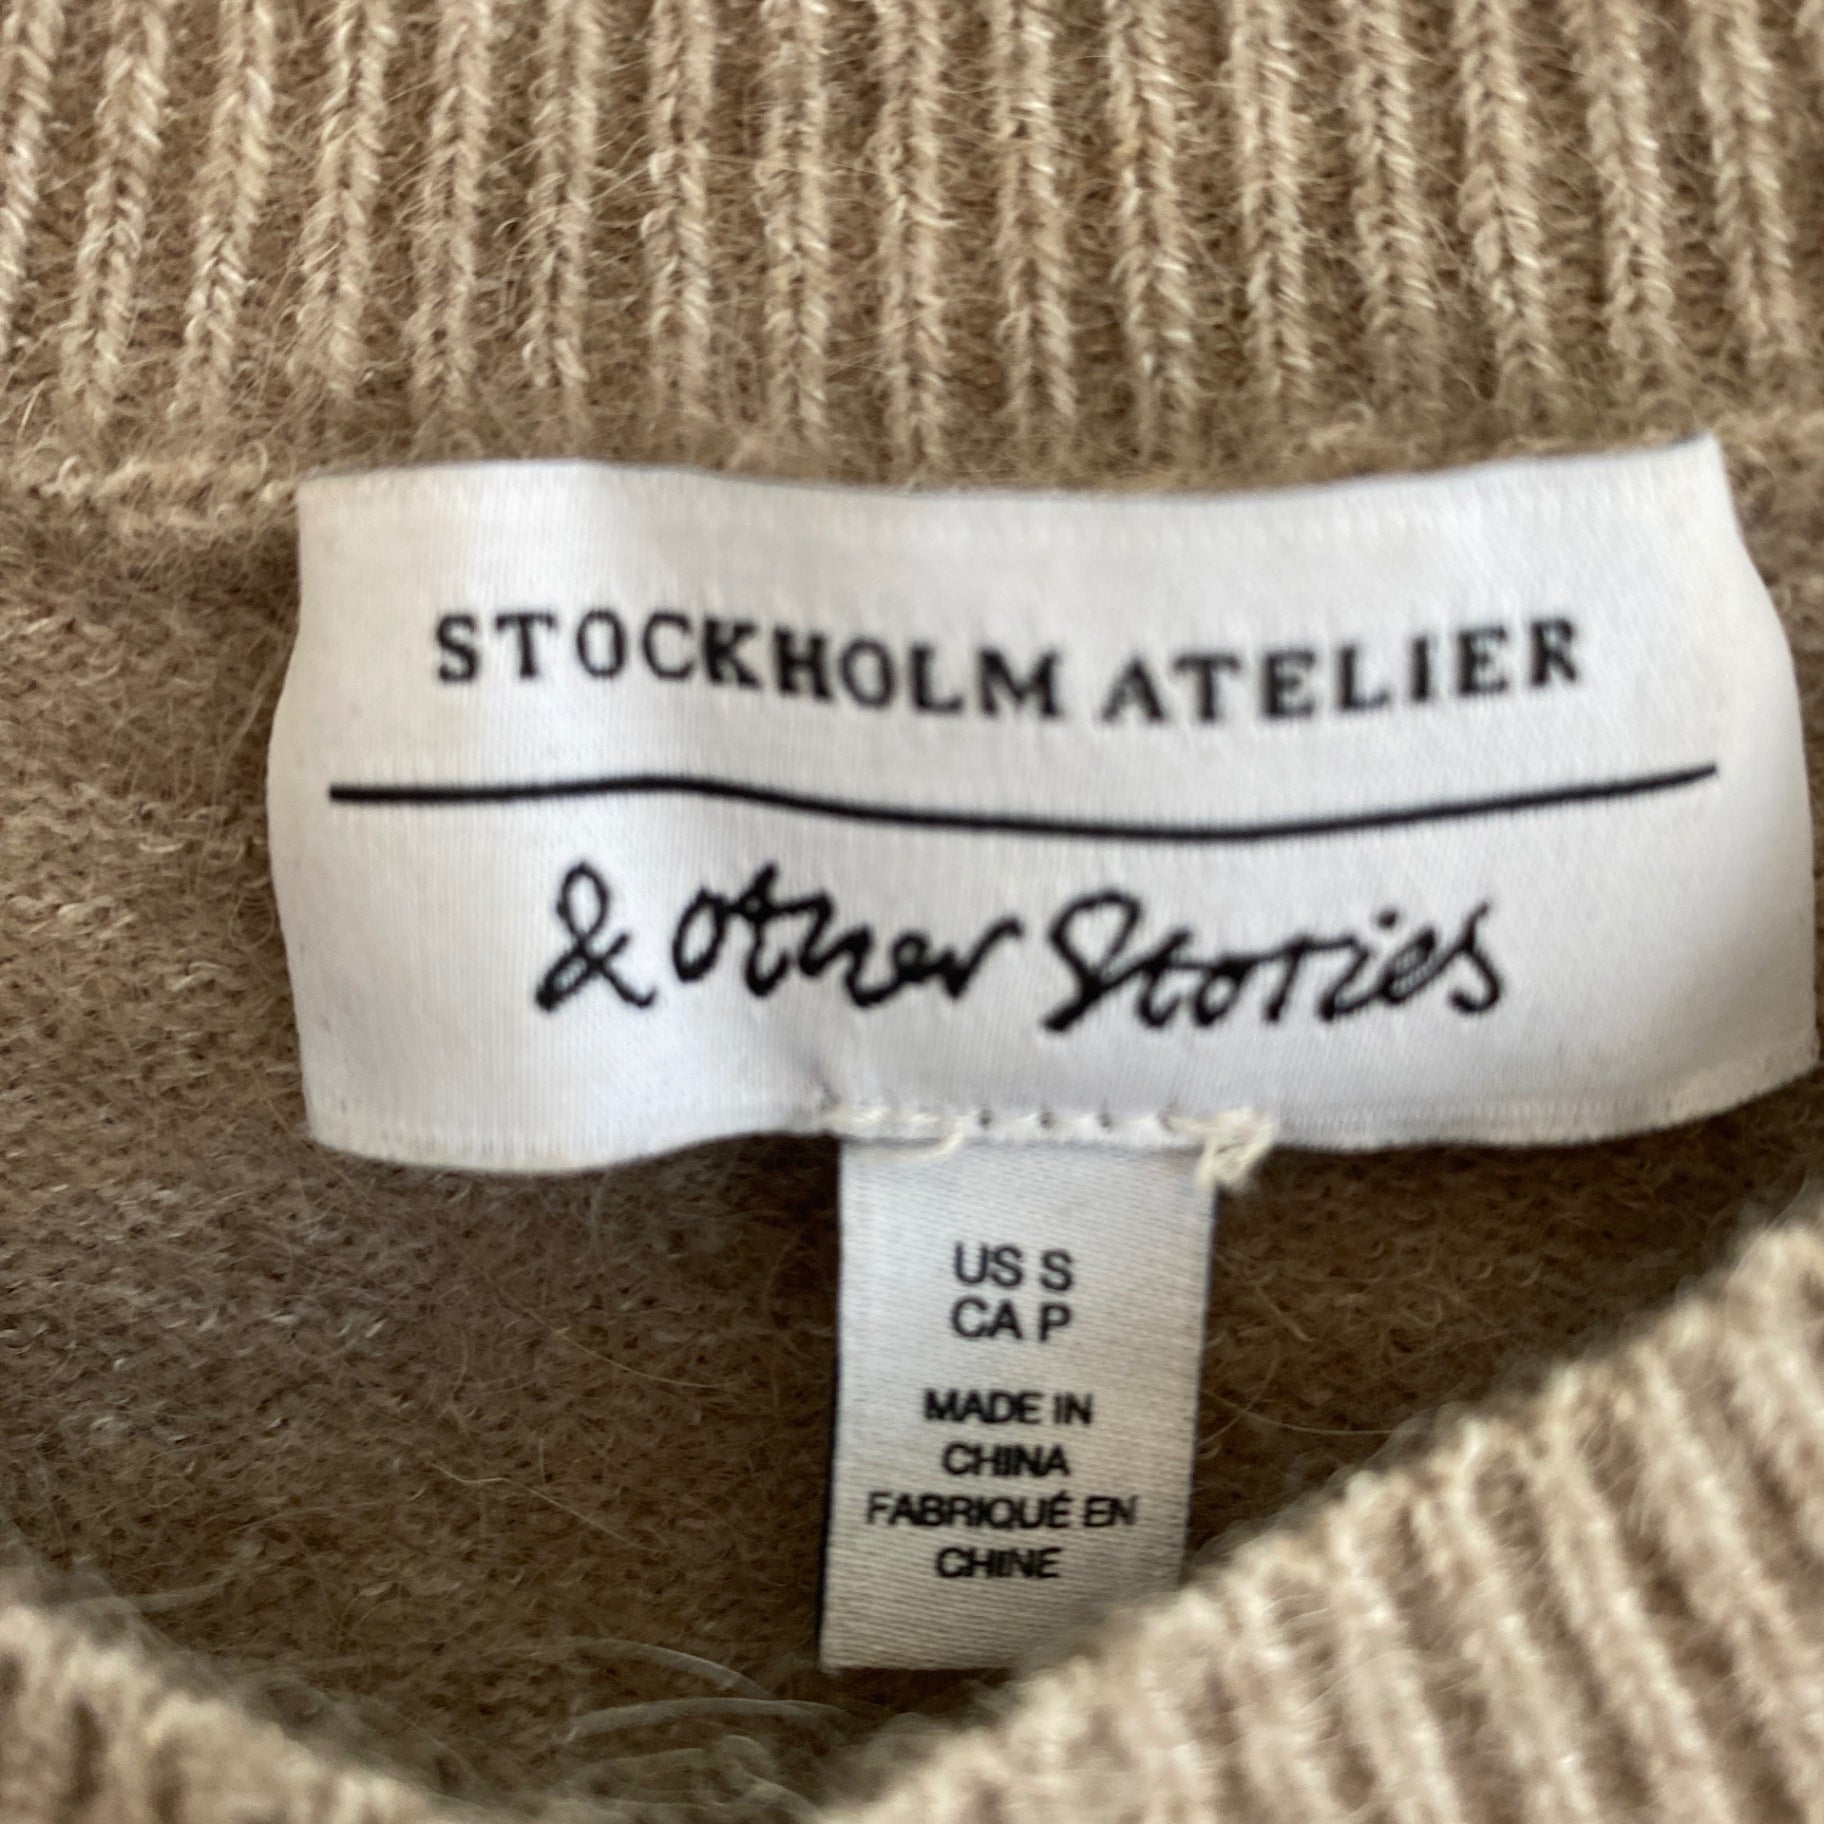 STOCKHOLM ATELIER
& other Stories
US S
CA P
MADE IN
CHINA
FABRIQUÉ EN
CHINE